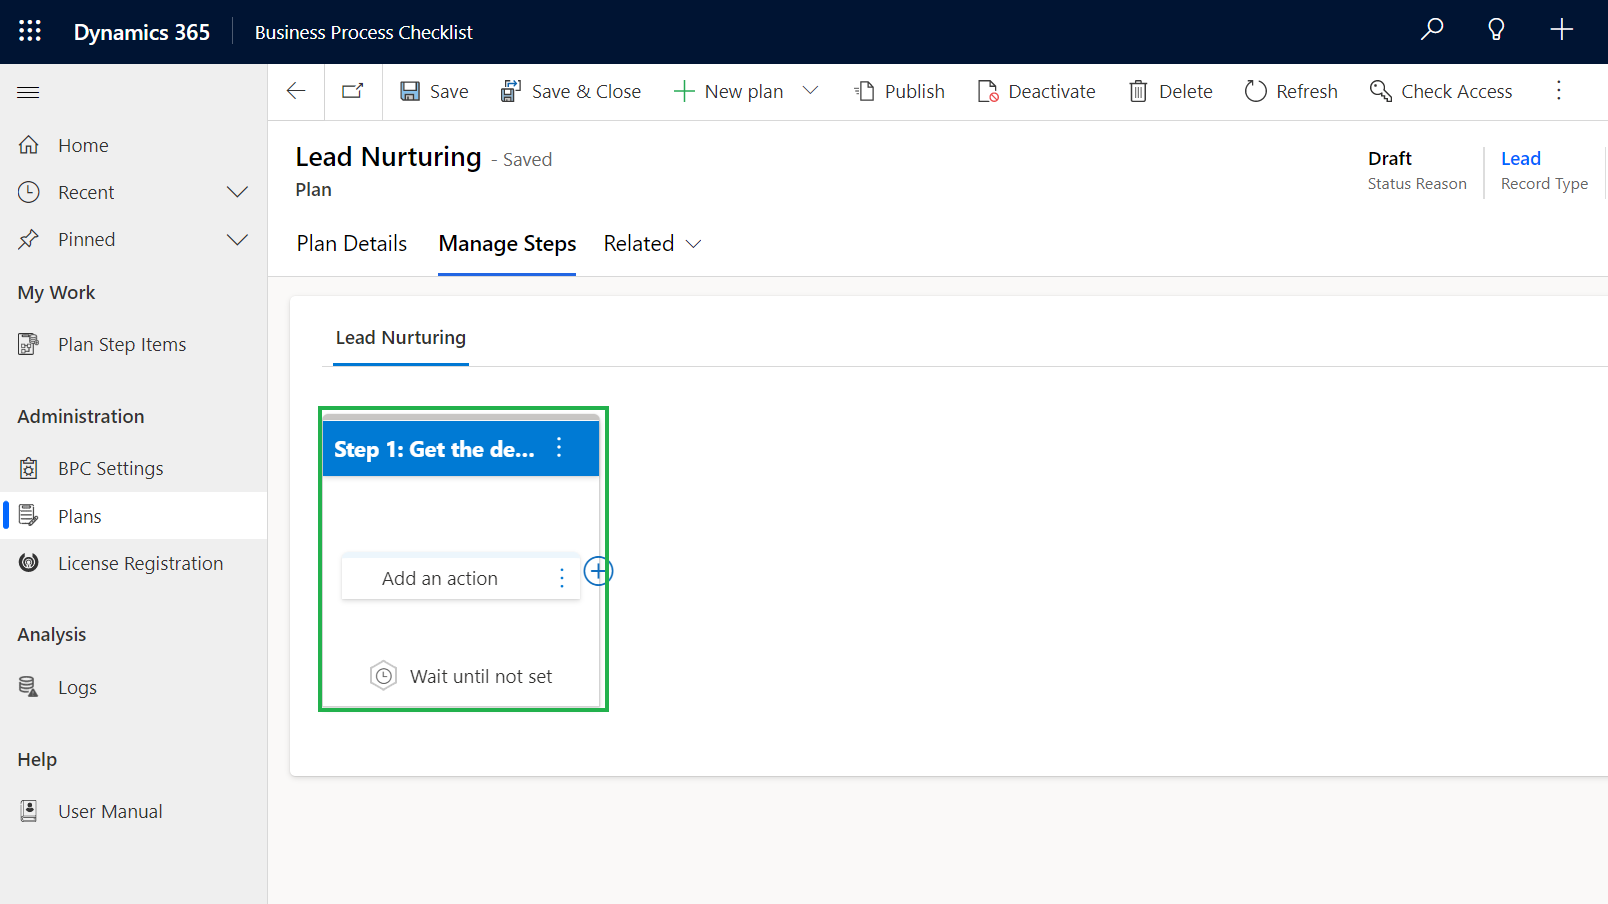 Dynamics 365
Business Process Checklist
Save
Save & Close
New plan
Publish
Deactivate
Delete
Refresh
Check Access
Home
Recent
Pinned
My Work
Plan Step Items
Administration
BPC Settings
Plans
License Registration
Analysis
Logs
Help
User Manual
Lead Nurturing - Saved
Plan
Draft
Status Reason
Lead
Record Type
Plan Details
Manage Steps
Related
Lead Nurturing
Step 1: Get the de...
Add an action
Wait until not set